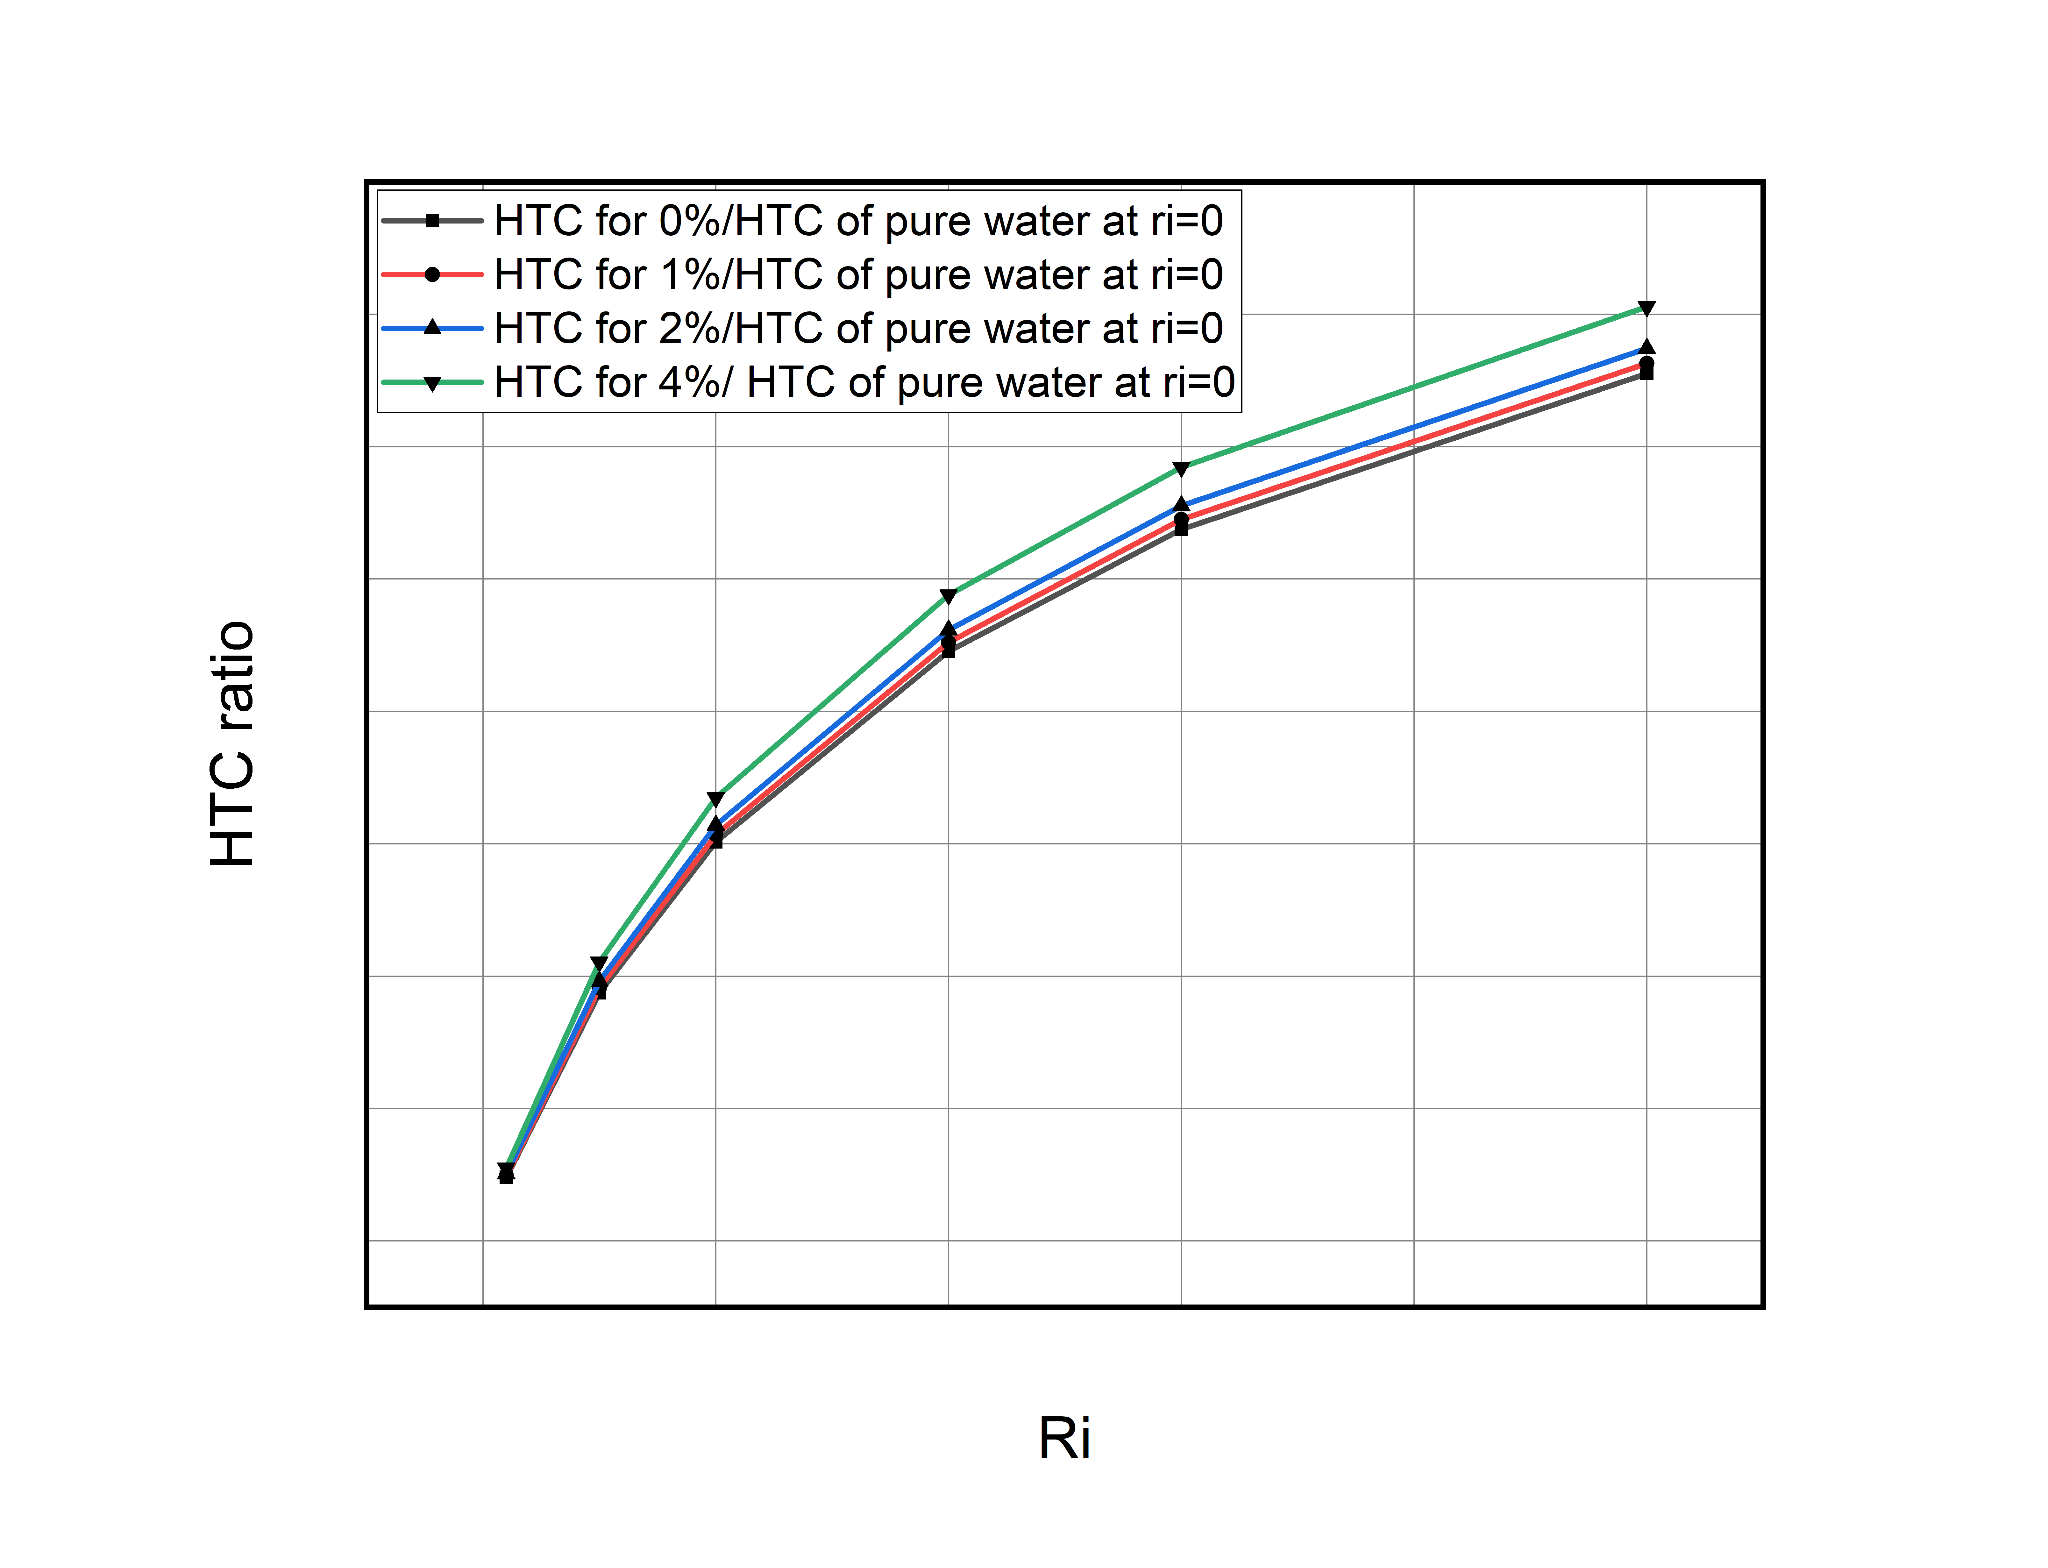 HTC for 0%/HTC of pure water at ri=0
HTC for 1%/HTC of pure water at ri=0
HTC for 2%/HTC of pure water at ri=0
HTC for 4%/ HTC of pure water at ri=0
HTC ratio
Ri